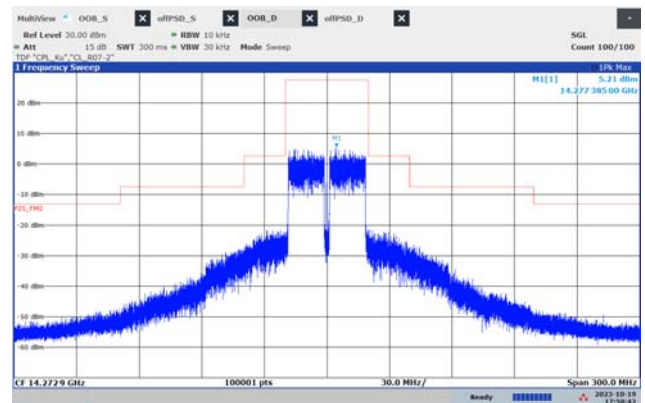 MultiView OOB_S X offPSD_S X OOB_D X offPSD_D X
Ref Level 30.00 dBm RBW 10 kHz SGL
Att 15 dB SWT 300 ms VBW 30 kHz Mode Sweep Count 100/100
TDF "CPL_Ku","CL_R07-2"
1 Frequency Sweep 1Pk Max
M1[1] 5.21 dBm
14.27738500 GHz
20 dBm
10 dBm
M1
0 dBm
-10 dBm
-20 dBm
-30 dBm
-40 dBm
-50 dBm
-60 dBm
CF 14.2729 GHz 100001 pts 30.0 MHz/ Span 300.0 MHz
Ready 2023-10-19
17:58:43